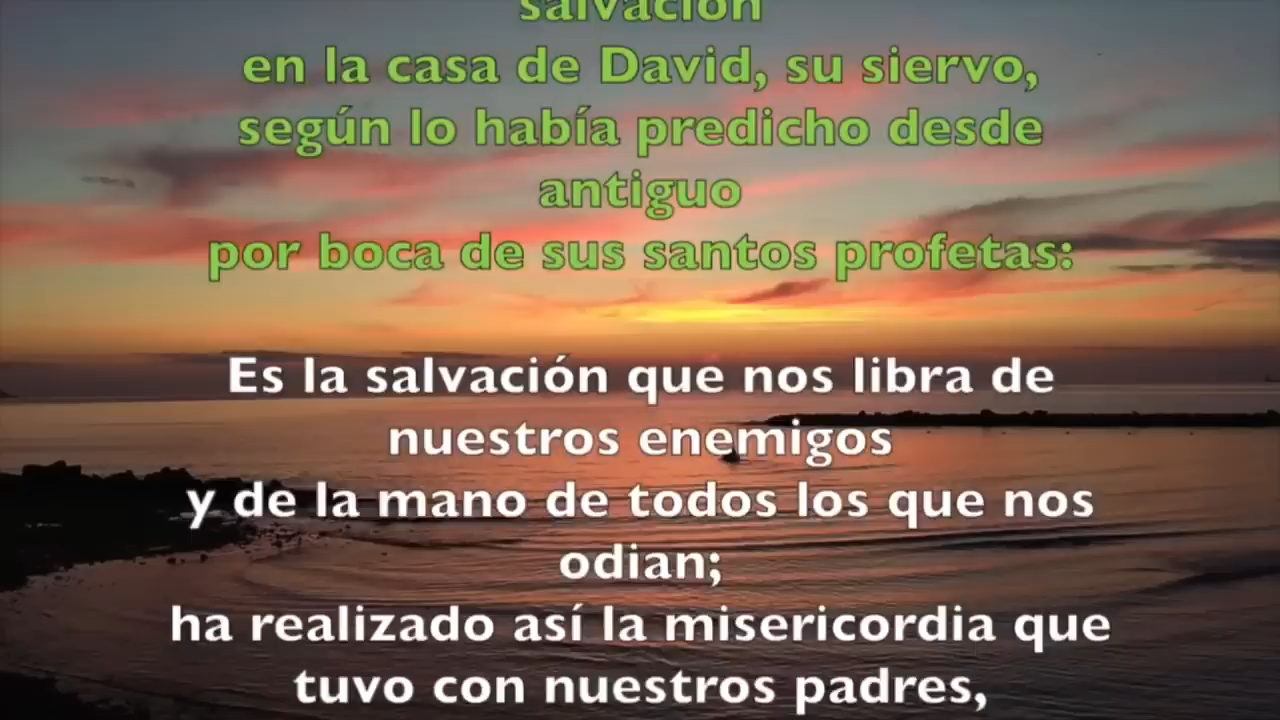 salvación
en la casa de David, su siervo,
según lo había predicho desde
antiguo
por boca de sus santos profetas:
Es la salvación que nos libra de
nuestros enemigos
y de la mano de todos los que nos
odian;
ha realizado así la misericordia que
tuvo con nuestros padres,